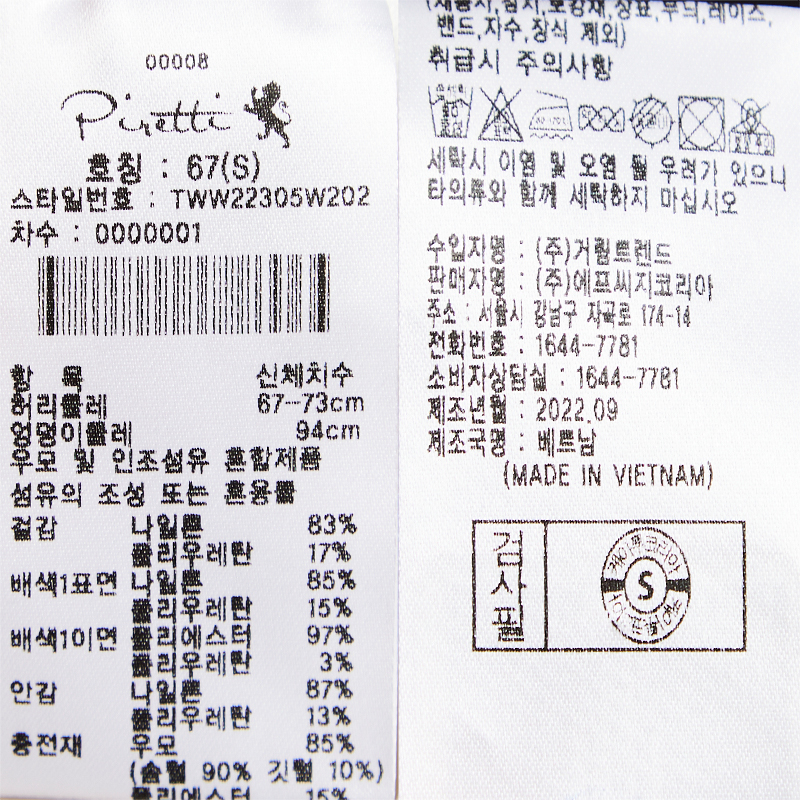 00008
Piretti
호칭 : 67(S)
스타일번호 : TWW22305W202
차수 : 0000001
항 목 신체치수
허리둘레 67-73cm
엉덩이둘레 94cm
우모 및 인조섬유 혼합제품
섬유의 조성 또는 혼용률
겉감 나일론 83%
폴리우레탄 17%
배색1표면 나일론 85%
폴리우레탄 15%
배색1이면 폴리에스터 97%
폴리우레탄 3%
안감 나일론 87%
폴리우레탄 13%
충전재 우모 85%
(솜털 90% 깃털 10%)
폴리에스터 15%
밴드,자수,장식 제외)
취급시 주의사항
세탁시 이염 및 오염 될 우려가 있으니
타의류와 함께 세탁하지 마십시오
수입자명 : (주)거림트렌드
판매자명 : (주)에프씨지코리아
주소 : 서울시 강남구 자곡로 174-14
전화번호 : 1644-7781
소비자상담실 : 1644-7781
제조년월 : 2022.09
제조국명 : 베트남
(MADE IN VIETNAM)
검사필
S